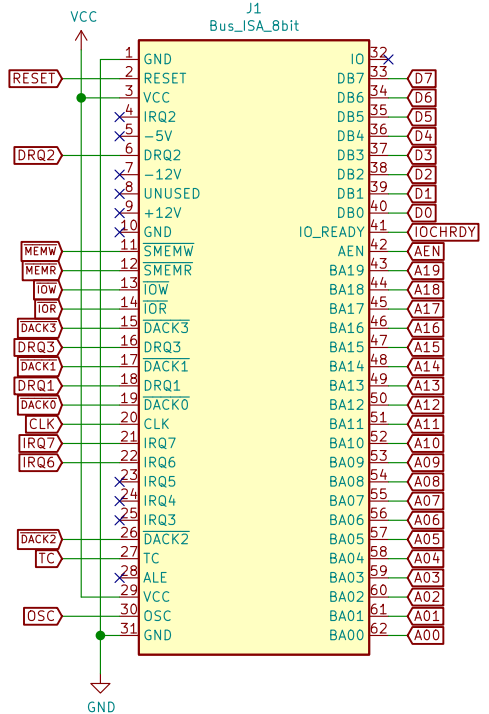 J1
Bus_ISA_8bit
VCC
1 GND IO 32
RESET 2 RESET DB7 33 D7
3 VCC DB6 34 D6
4 IRQ2 DB5 35 D5
5 -5V DB4 36 D4
DRQ2 6 DRQ2 DB3 37 D3
7 -12V DB2 38 D2
8 UNUSED DB1 39 D1
9 +12V DB0 40 D0
10 GND IO_READY 41 IOCHRDY
MEMW 11 SMEMW AEN 42 AEN
MEMR 12 SMEMR BA19 43 A19
IOW 13 IOW BA18 44 A18
IOR 14 IOR BA17 45 A17
DACK3 15 DACK3 BA16 46 A16
DRQ3 16 DRQ3 BA15 47 A15
DACK1 17 DACK1 BA14 48 A14
DRQ1 18 DRQ1 BA13 49 A13
DACK0 19 DACK0 BA12 50 A12
CLK 20 CLK BA11 51 A11
IRQ7 21 IRQ7 BA10 52 A10
IRQ6 22 IRQ6 BA09 53 A09
23 IRQ5 BA08 54 A08
24 IRQ4 BA07 55 A07
25 IRQ3 BA06 56 A06
DACK2 26 DACK2 BA05 57 A05
TC 27 TC BA04 58 A04
28 ALE BA03 59 A03
29 VCC BA02 60 A02
OSC 30 OSC BA01 61 A01
31 GND BA00 62 A00
GND